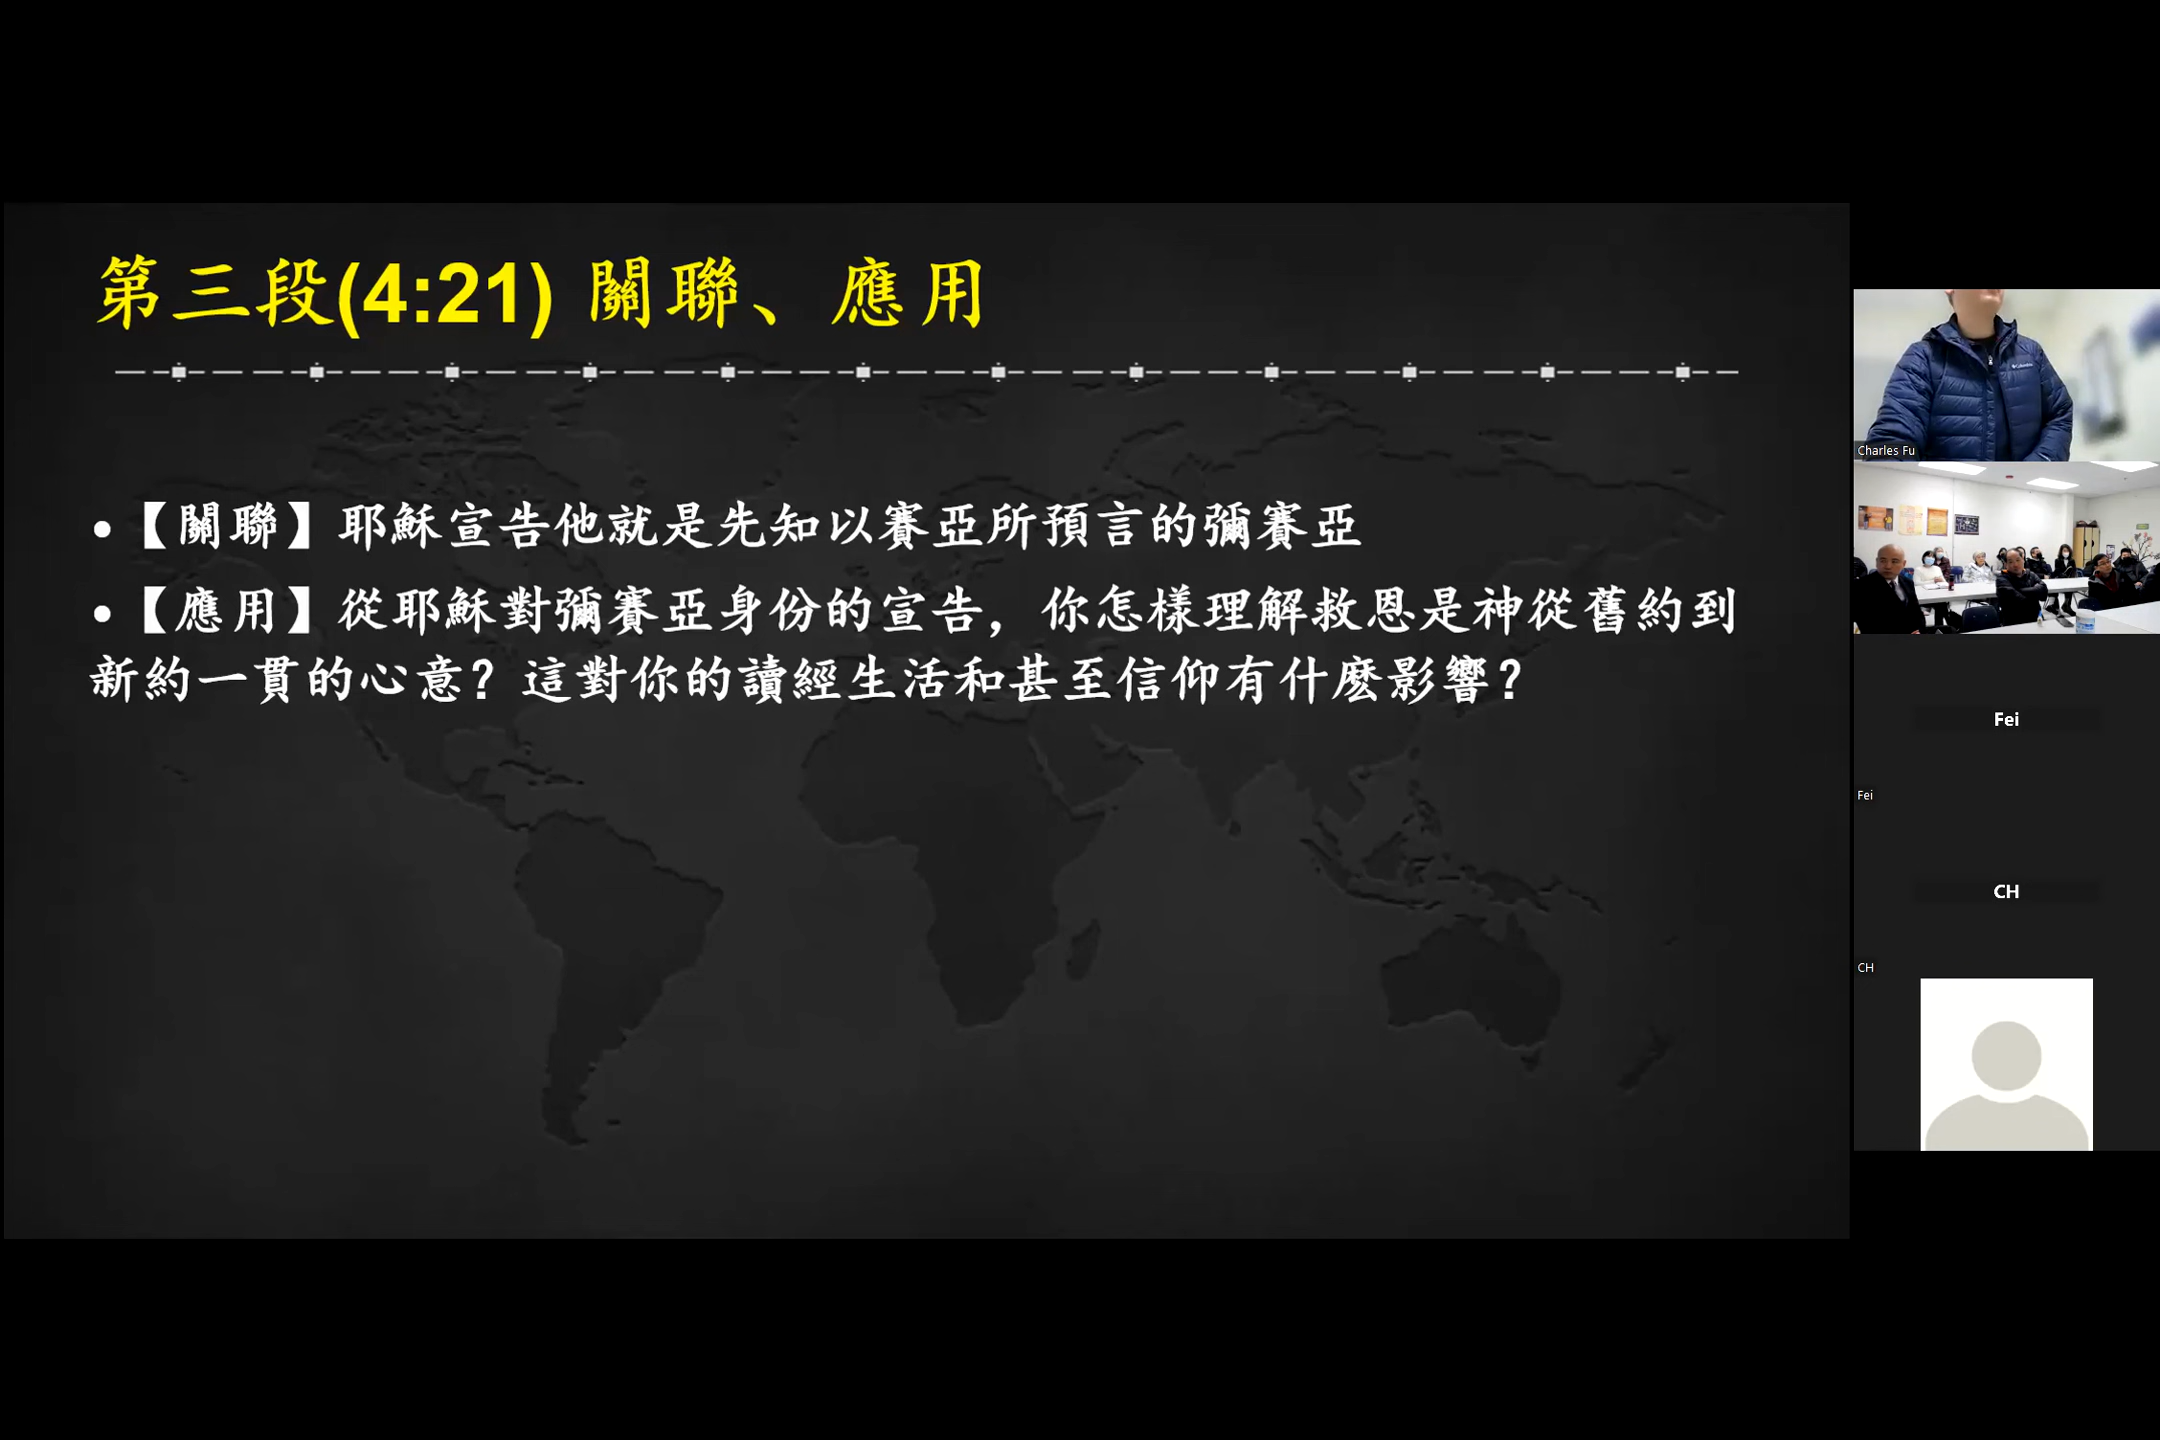 第三段(4:21) 關聯、應用
•【關聯】耶穌宣告他就是先知以賽亞所預言的彌賽亞
•【應用】從耶穌對彌賽亞身份的宣告，你怎樣理解救恩是神從舊約到
新約一貫的心意？這對你的讀經生活和甚至信仰有什麼影響？
Columbia
Charles Fu
Fei
Fei
CH
CH